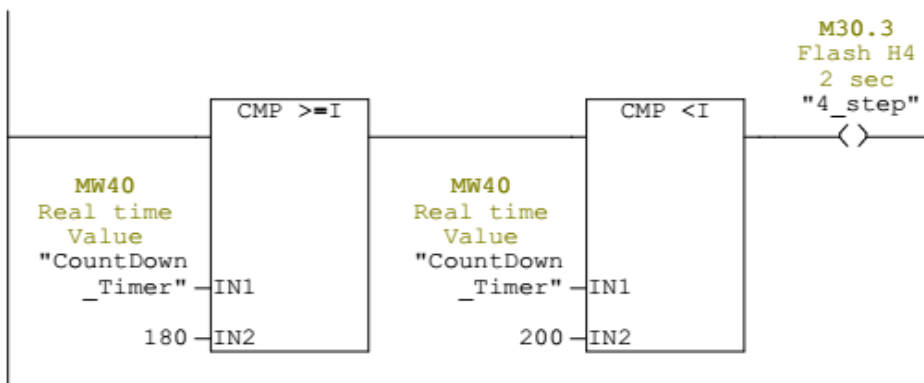 M30.3
Flash H4
2 sec
"4_step"
CMP >=I
CMP <I
MW40
Real time
Value
"CountDown
_Timer"
IN1
180
IN2
MW40
Real time
Value
"CountDown
_Timer"
IN1
200
IN2